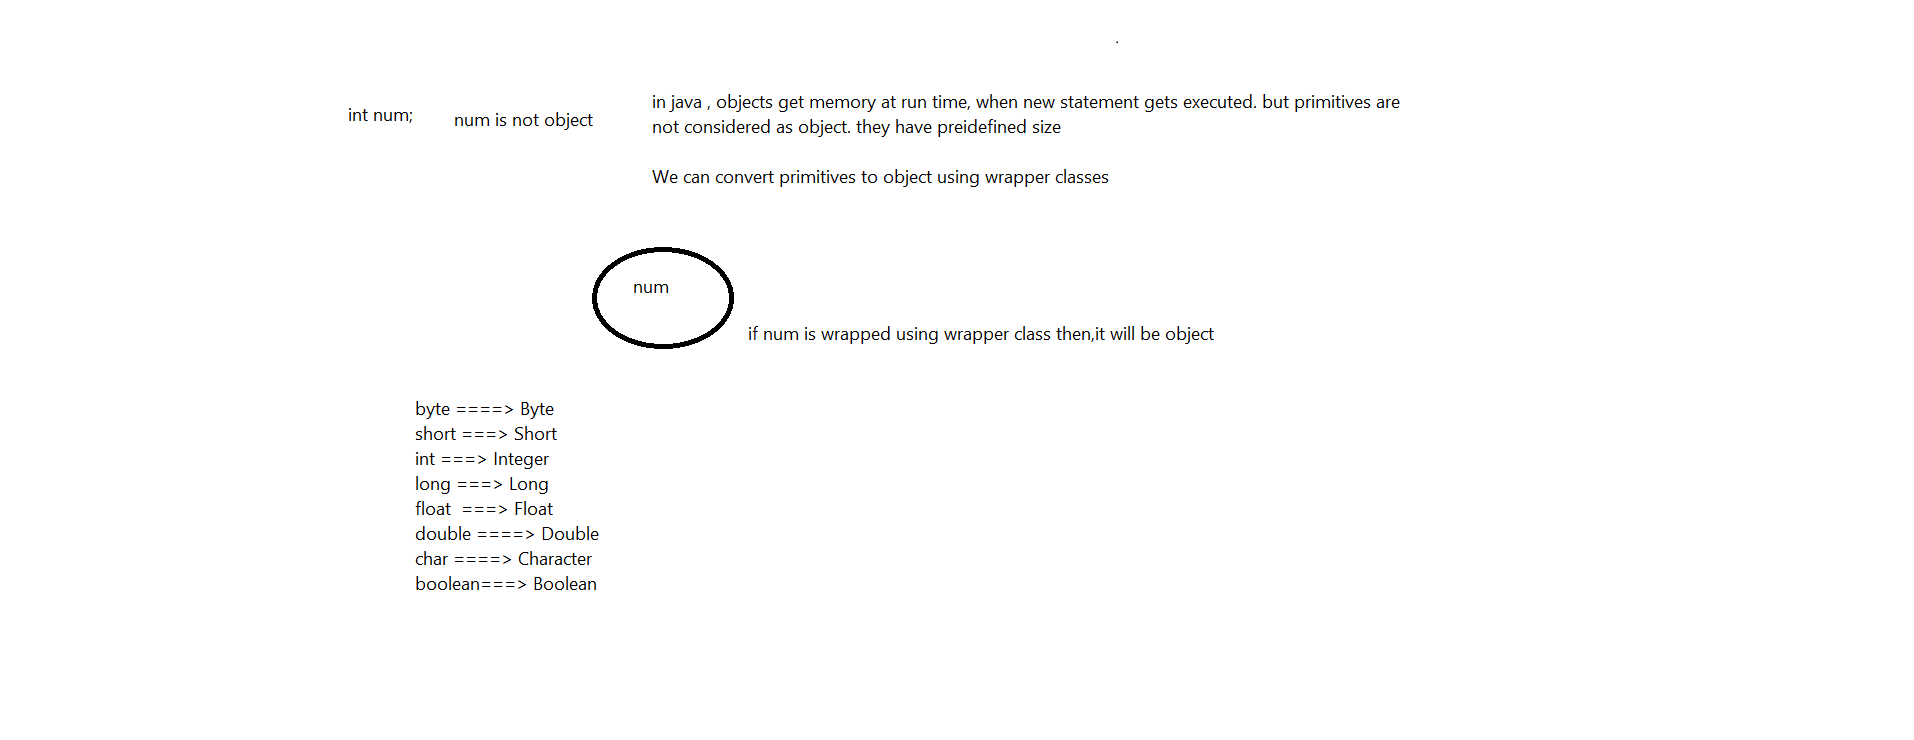 int num;
num is not object
in java , objects get memory at run time, when new statement gets executed. but primitives are
not considered as object. they have preidefined size
We can convert primitives to object using wrapper classes
num
if num is wrapped using wrapper class then,it will be object
byte ====> Byte
short ===> Short
int ===> Integer
long ===> Long
float  ===> Float
double ====> Double
char ====> Character
boolean===> Boolean